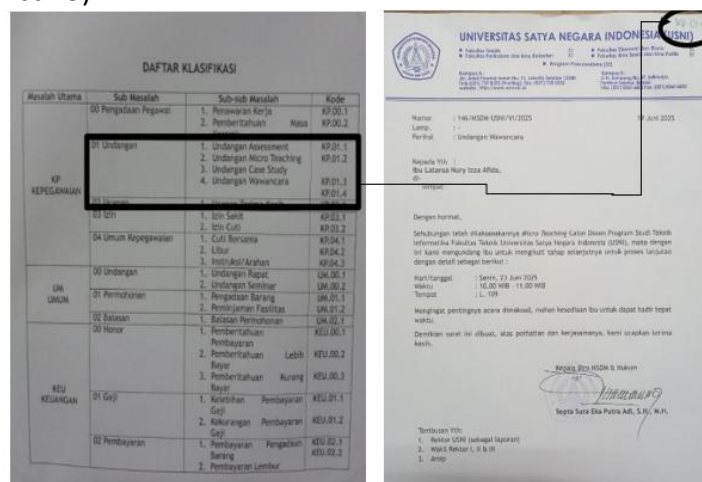 DAFTAR KLASIFIKASI
Masalah Utama Sub Masalah Sub-sub Masalah Kode
KP KEPEGAWAIAN
00 Pengadaan Pegawai
1. Penawaran Kerja KP.00.1
2. Pemberitahuan Masa KP.00.2
01 Undangan
1. Undangan Assessment KP.01.1
2. Undangan Micro Teaching KP.01.2
3. Undangan Case Study
4. Undangan Wawancara KP.01.3
KP.01.4
03 Izin
1. Izin Sakit KP.03.1
2. Izin Cuti KP.03.2
04 Umum Kepegawaian
1. Cuti Bersama KP.04.1
2. Libur KP.04.2
3. Instruksi/Arahan KP.04.3
UM UMUM
00 Undangan
1. Undangan Rapat UM.00.1
2. Undangan Seminar UM.00.2
01 Permohonan
1. Pengadaan Barang UM.01.1
2. Peminjaman Fasilitas UM.01.2
02 Balasan
1. Balasan Permohonan UM.02.1
KEU KEUANGAN
00 Honor
1. Pemberitahuan KEU.00.1
Pembayaran
2. Pemberitahuan Lebih KEU.00.2
Bayar
3. Pemberitahuan Kurang KEU.00.3
Bayar
01 Gaji
1. Kelebihan Pembayaran KEU.01.1
Gaji
2. Kekurangan Pembayaran KEU.01.2
Gaji
02 Pembayaran
1. Pembayaran Pengadaan KEU.02.1
Barang KEU.02.2
2. Pembayaran Lembur
UNIVERSITAS SATYA NEGARA INDONESIA (USNI)
Fakultas Teknik
Program Pascasarjana (S2)
Nomor :
Lamp. : -
Perihal : Undangan Wawancara
19 Juni 2025
Kepada Yth :
Ibu Latansa Nury Izza Afida,
di-
Tempat
Dengan hormat,
Sehubungan telah dilaksanakannya Micro Teaching Calon Dosen Program Studi Teknik
Informatika Fakultas Teknik Universitas Satya Negara Indonesia (USNI), maka dengan
ini kami mengundang Ibu untuk mengikuti tahap selanjutnya untuk proses lanjutan
dengan detail sebagai berikut :
Hari/tanggal : Senin, 23 Juni 2025
Waktu : 10.00 WIB - 11.00 WIB
Tempat : L. 109
Mengingat pentingnya acara dimaksud, mohon kesediaan Ibu untuk dapat hadir tepat
waktu.
Demikian surat ini dibuat, atas perhatian dan kerjasamanya, kami ucapkan terima
kasih.
Kepala Biro MSDM & Hukum
Septa Sura Eka Putra Adi, S.H., M.H.
Tembusan Yth:
1. Rektor USNI (sebagai laporan)
2. Wakil Rektor I, II & III
3. Arsip